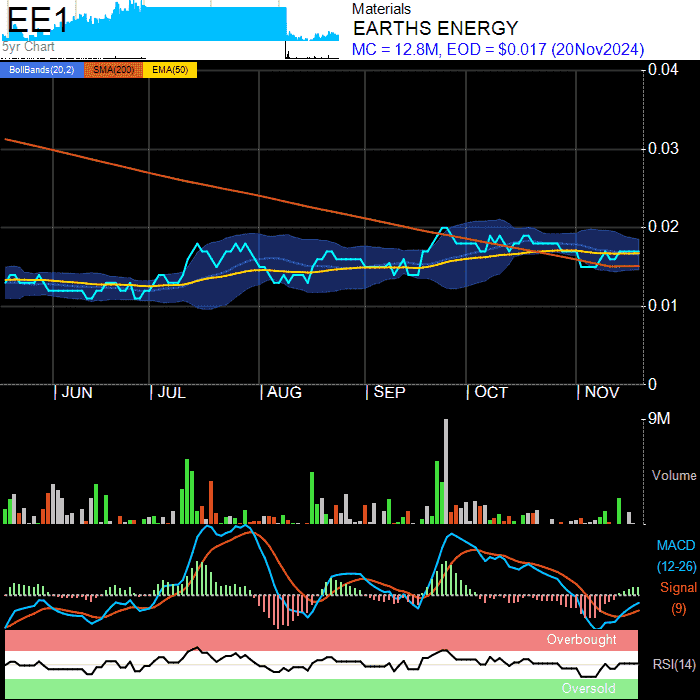 EE1
5yr Chart
Materials
EARTHS ENERGY
MC = 12.8M, EOD = $0.017 (20Nov2024)
BollBands(20,2) SMA(200) EMA(50)
0.04
0.03
0.02
0.01
0
JUN JUL AUG SEP OCT NOV
9M
Volume
MACD
(12-26)
Signal
(9)
Overbought
RSI(14)
Oversold